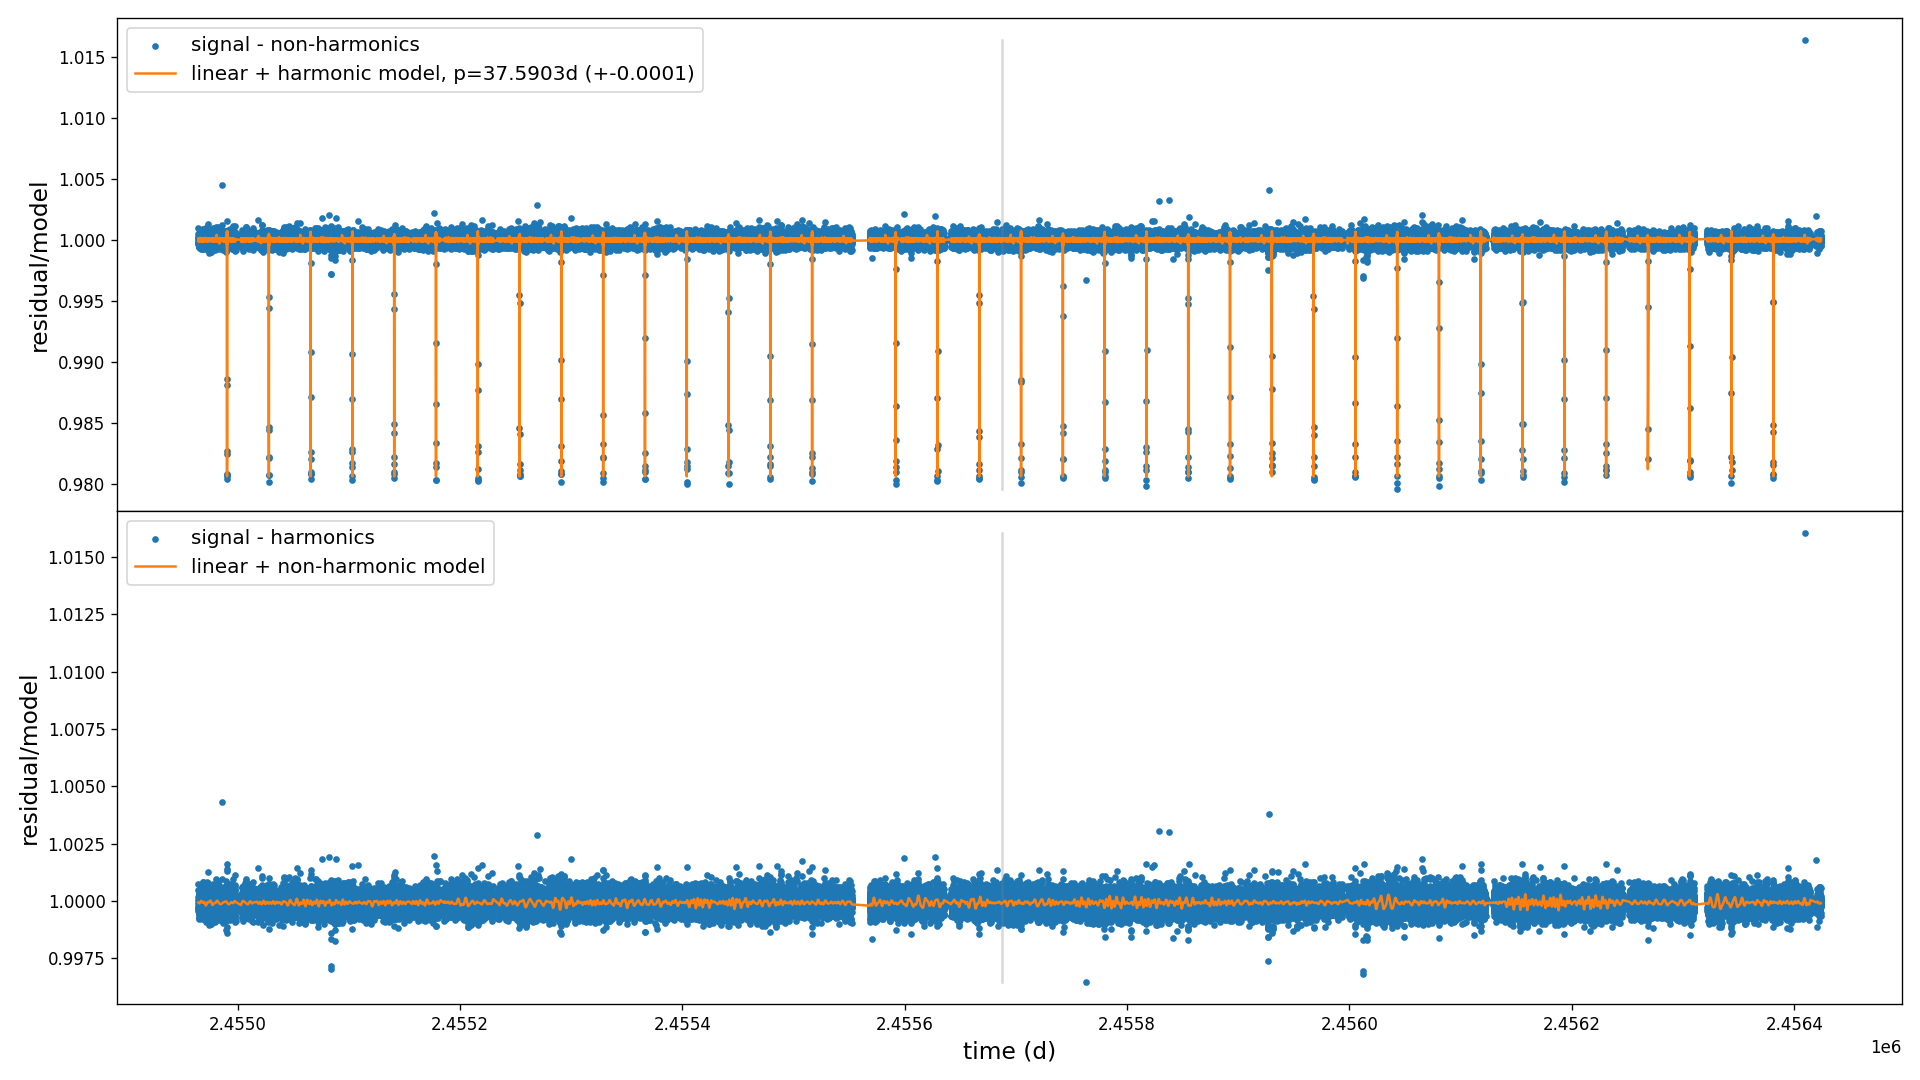 signal - non-harmonics
linear + harmonic model, p=37.5903d (+-0.0001)
1.015
1.010
1.005
1.000
0.995
0.990
0.985
0.980
residual/model
signal - harmonics
linear + non-harmonic model
1.0150
1.0125
1.0100
1.0075
1.0050
1.0025
1.0000
0.9975
residual/model
2.4550 2.4552 2.4554 2.4556 2.4558 2.4560 2.4562 2.4564
time (d)
1e6